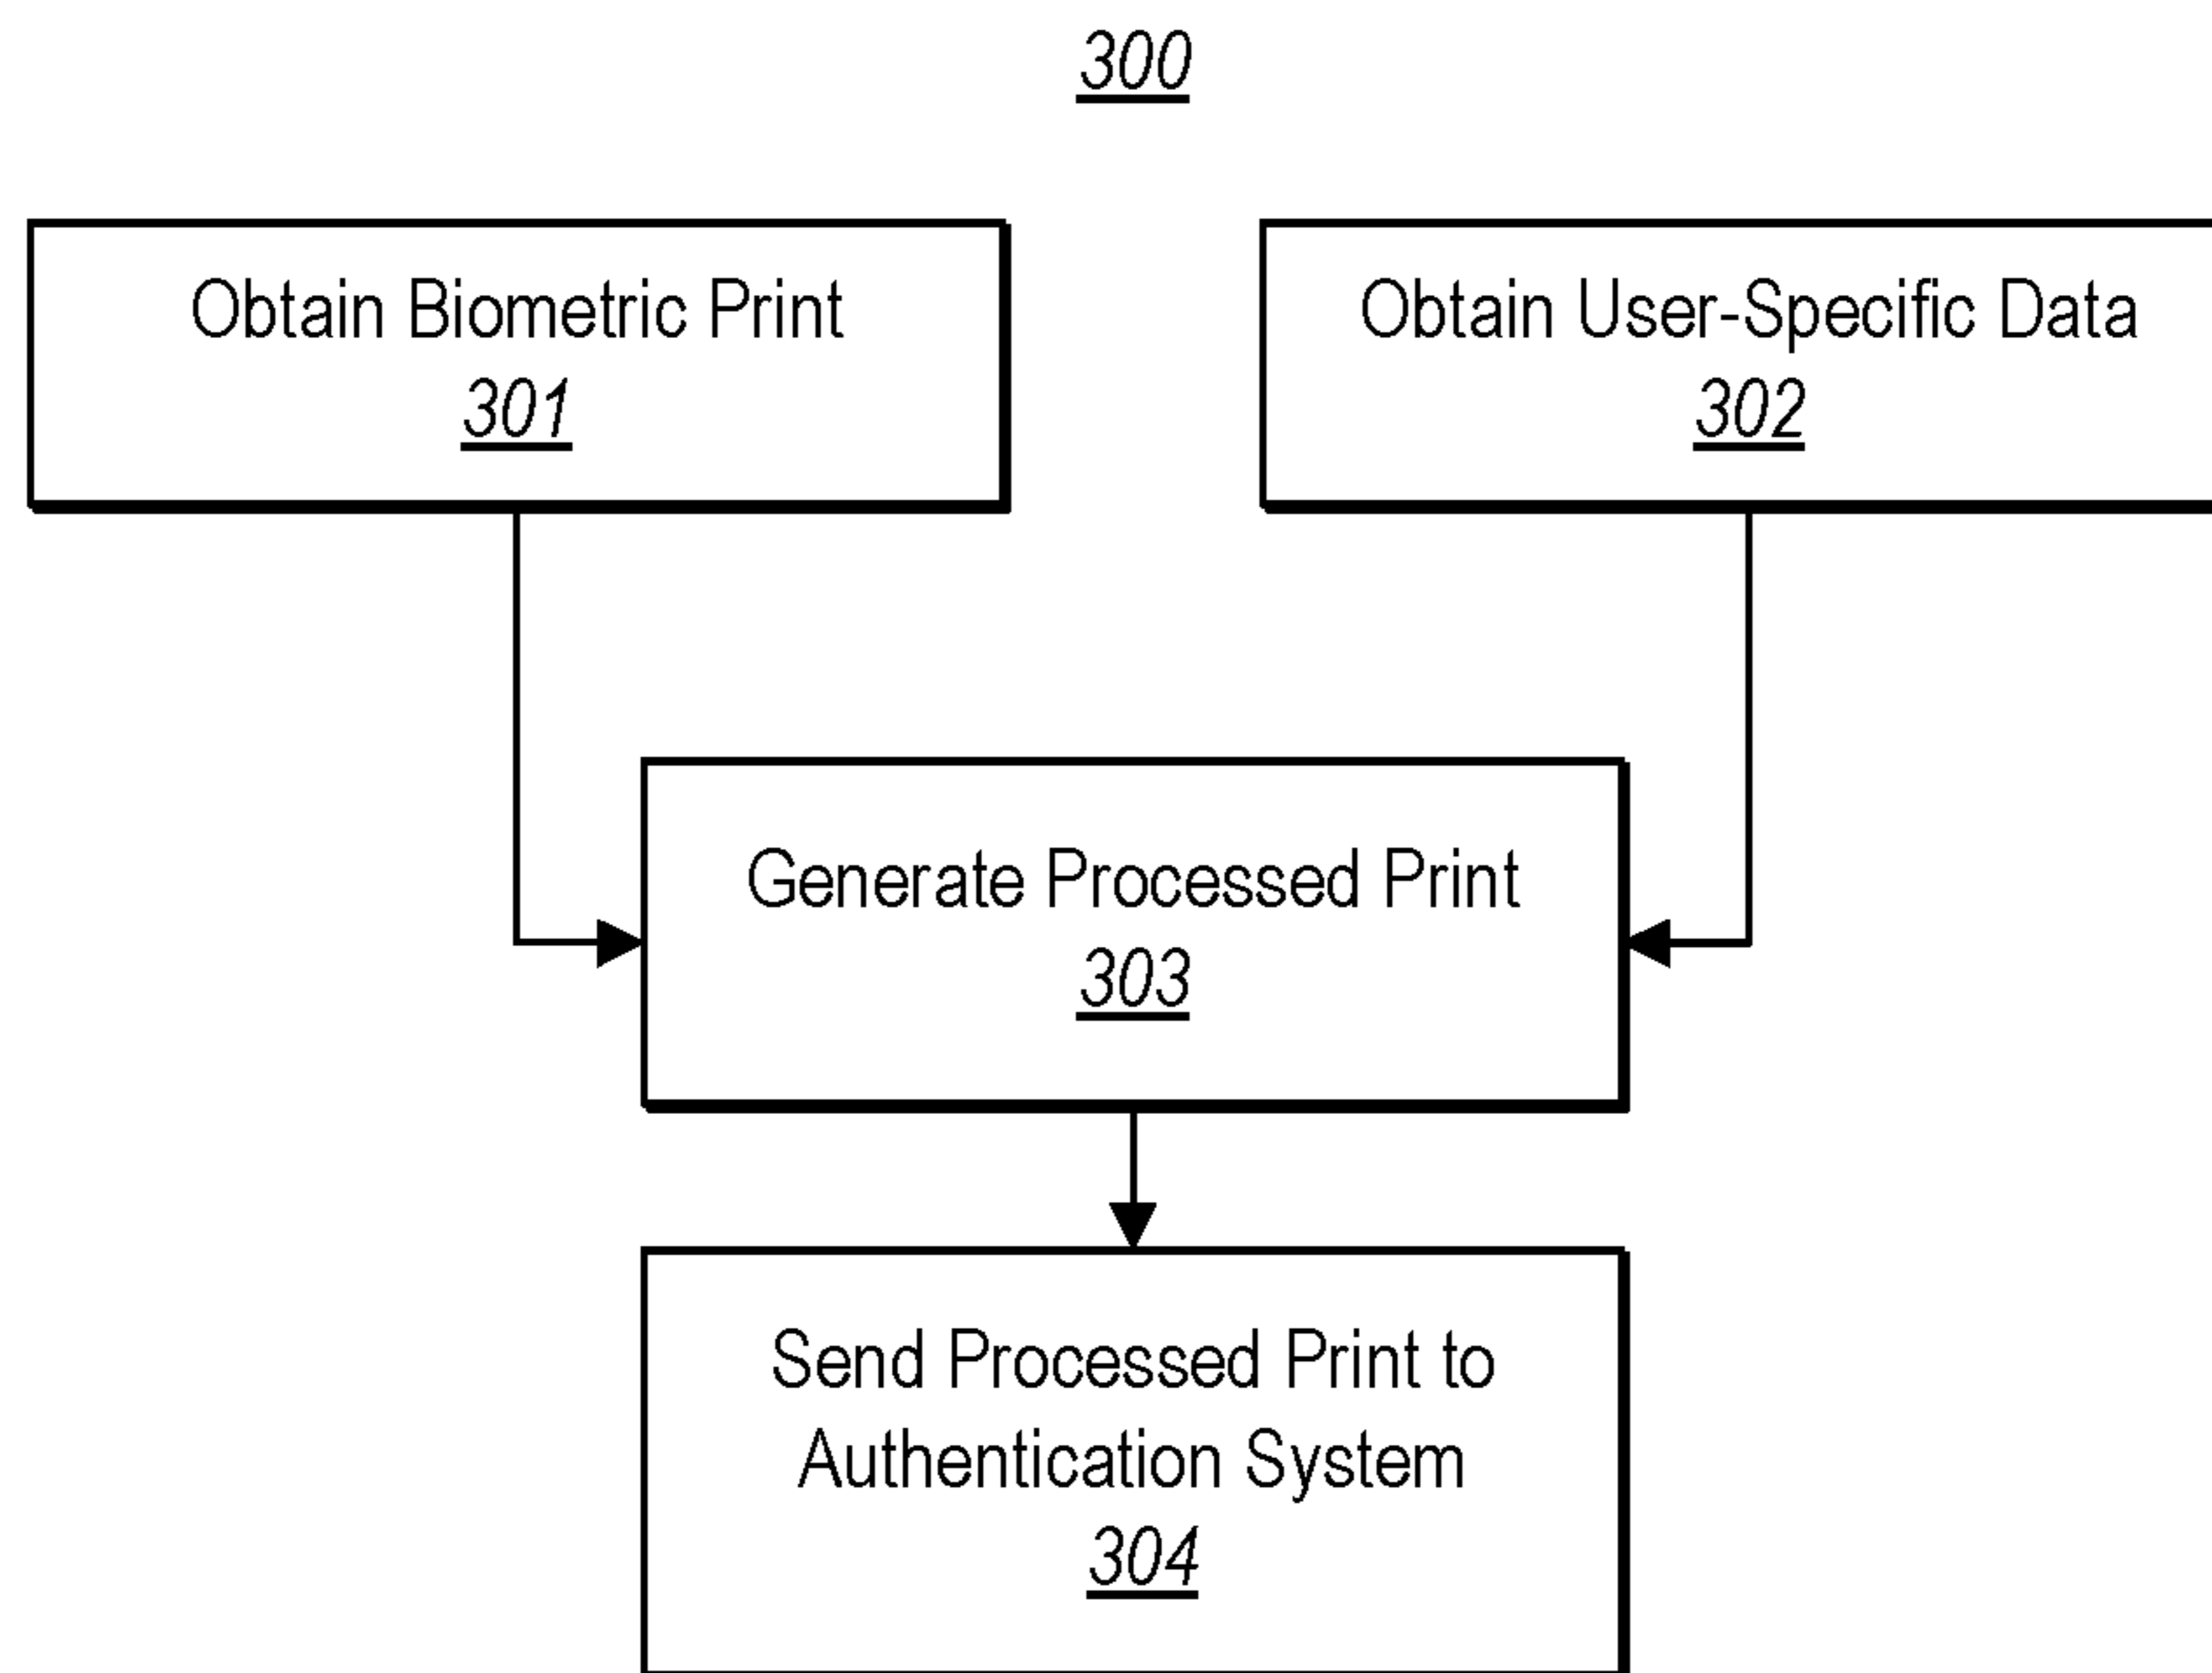 300
Obtain Biometric Print
301
Obtain User-Specific Data
302
Generate Processed Print
303
Send Processed Print to
Authentication System
304